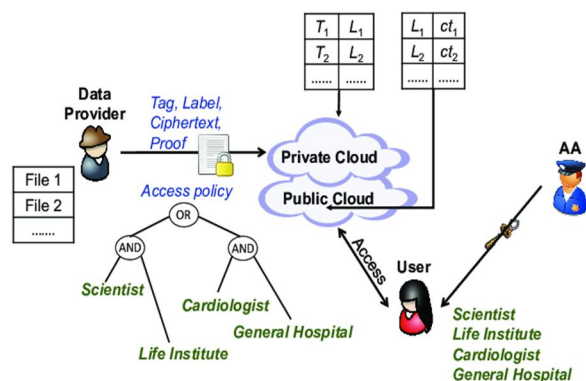 T1 L1
T2 L2
...... ......
L1 ct1
L2 ct2
...... ......
Data
Provider
Tag, Label,
Ciphertext,
Proof
Private Cloud
Public Cloud
AA
File 1
File 2
.......
Access policy
OR
AND
AND
Scientist
Cardiologist
Life Institute
General Hospital
Access
User
Scientist
Life Institute
Cardiologist
General Hospital